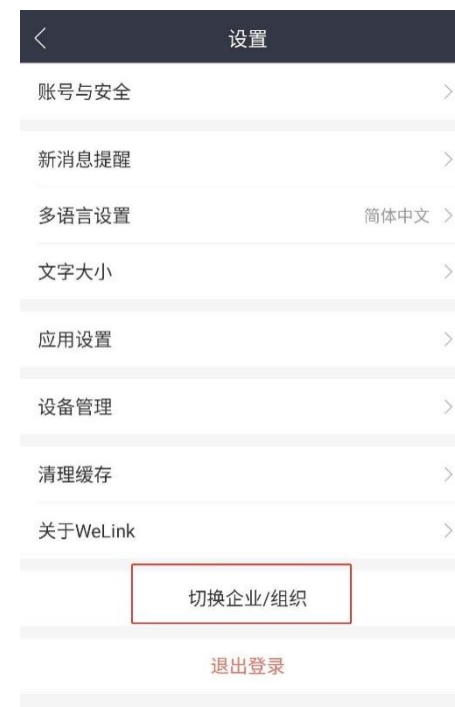 设置
账号与安全
新消息提醒
多语言设置 简体中文
文字大小
应用设置
设备管理
清理缓存
关于WeLink
切换企业/组织
退出登录